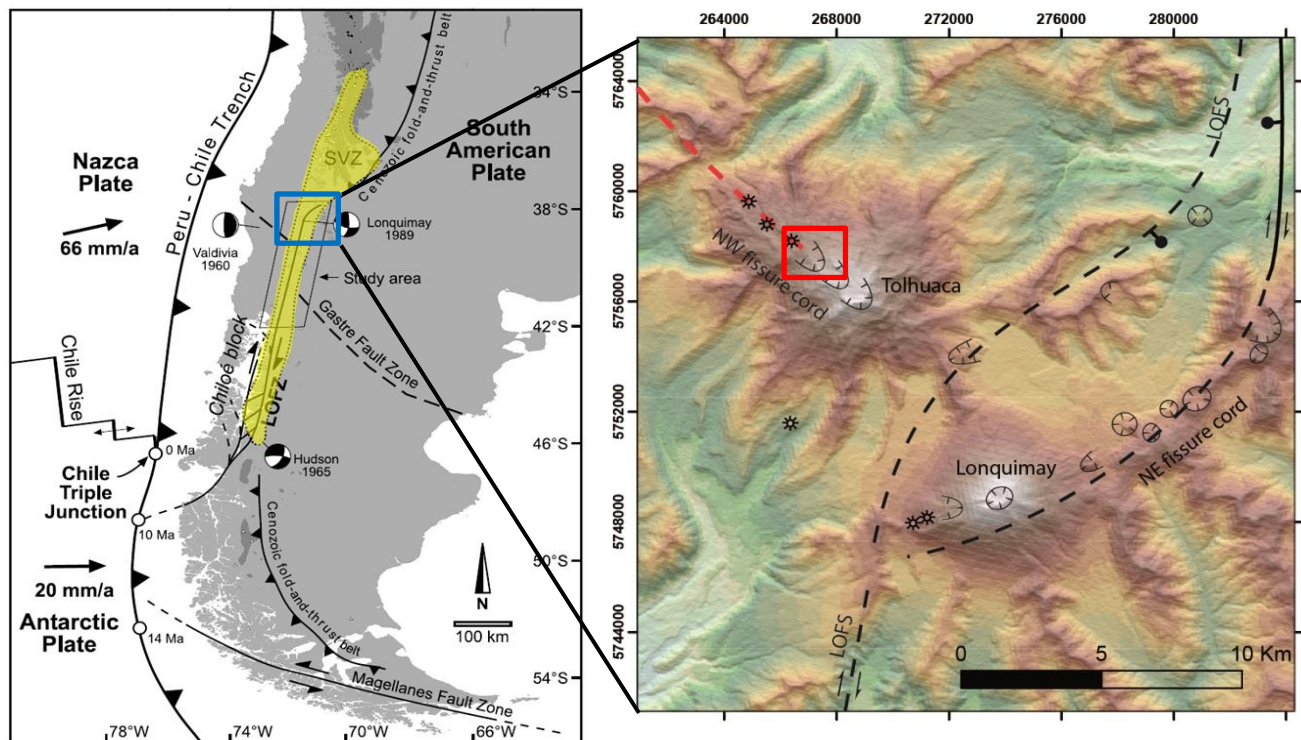 Peru - Chile Trench
Nazca
Plate
66 mm/a
Valdivia
1960
SVZ
Cenozoic fold-and-thrust belt
South
American
Plate
Lonquimay
1989
Study area
Gastre Fault Zone
Chiloé block
LOFZ
Chile Rise
0 Ma
Chile
Triple
Junction
10 Ma
Hudson
1965
Cenozoic fold-and-thrust belt
20 mm/a
Antarctic
Plate
14 Ma
N
100 km
Magellanes Fault Zone
34°S
38°S
42°S
46°S
50°S
54°S
78°W
74°W
70°W
66°W
264000
268000
272000
276000
280000
5764000
5760000
5756000
5752000
5748000
5744000
LOFS
NW fissure cord
Tolhuaca
NE fissure cord
Lonquimay
LOFS
0
5
10 Km